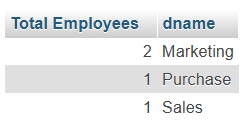 Total Employees dname
2 Marketing
1 Purchase
1 Sales